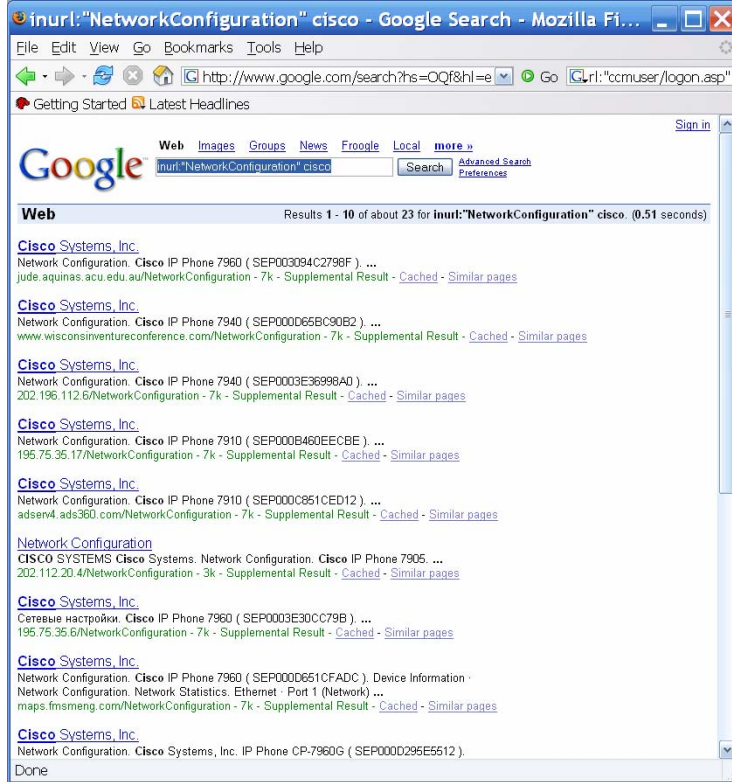 inurl:"NetworkConfiguration" cisco - Google Search - Mozilla Fi...
File Edit View Go Bookmarks Tools Help
http://www.google.com/search?hs=OQf&hl=e Go rl:"ccmuser/logon.asp"
Getting Started Latest Headlines
Sign in
Google
Web Images Groups News Froogle Local more »
inurl:"NetworkConfiguration" cisco Search Advanced Search
Preferences
Web Results 1 - 10 of about 23 for inurl:"NetworkConfiguration" cisco. (0.51 seconds)
Cisco Systems, Inc.
Network Configuration. Cisco IP Phone 7960 ( SEP003094C2798F ). ...
jude.aquinas.acu.edu.au/NetworkConfiguration - 7k - Supplemental Result - Cached - Similar pages
Cisco Systems, Inc.
Network Configuration. Cisco IP Phone 7940 ( SEP000D65BC90B2 ). ...
www.wisconsinventureconference.com/NetworkConfiguration - 7k - Supplemental Result - Cached - Similar pages
Cisco Systems, Inc.
Network Configuration. Cisco IP Phone 7940 ( SEP0003E36998A0 ). ...
202.196.112.6/NetworkConfiguration - 7k - Supplemental Result - Cached - Similar pages
Cisco Systems, Inc.
Network Configuration. Cisco IP Phone 7910 ( SEP000B460EECBE ). ...
195.75.35.17/NetworkConfiguration - 7k - Supplemental Result - Cached - Similar pages
Cisco Systems, Inc.
Network Configuration. Cisco IP Phone 7910 ( SEP000C851CED12 ). ...
adserv4.ads360.com/NetworkConfiguration - 7k - Supplemental Result - Cached - Similar pages
Network Configuration
CISCO SYSTEMS Cisco Systems. Network Configuration. Cisco IP Phone 7905. ...
202.112.20.4/NetworkConfiguration - 3k - Supplemental Result - Cached - Similar pages
Cisco Systems, Inc.
Сетевые настройки. Cisco IP Phone 7960 ( SEP0003E30CC79B ). ...
195.75.35.6/NetworkConfiguration - 7k - Supplemental Result - Cached - Similar pages
Cisco Systems, Inc.
Network Configuration. Cisco IP Phone 7960 ( SEP000D651CFADC ). Device Information ·
Network Configuration. Network Statistics. Ethernet · Port 1 (Network) ...
maps.fmsmeng.com/NetworkConfiguration - 7k - Supplemental Result - Cached - Similar pages
Cisco Systems, Inc.
Network Configuration. Cisco Systems, Inc. IP Phone CP-7960G ( SEP000D295E5512 ).
Done